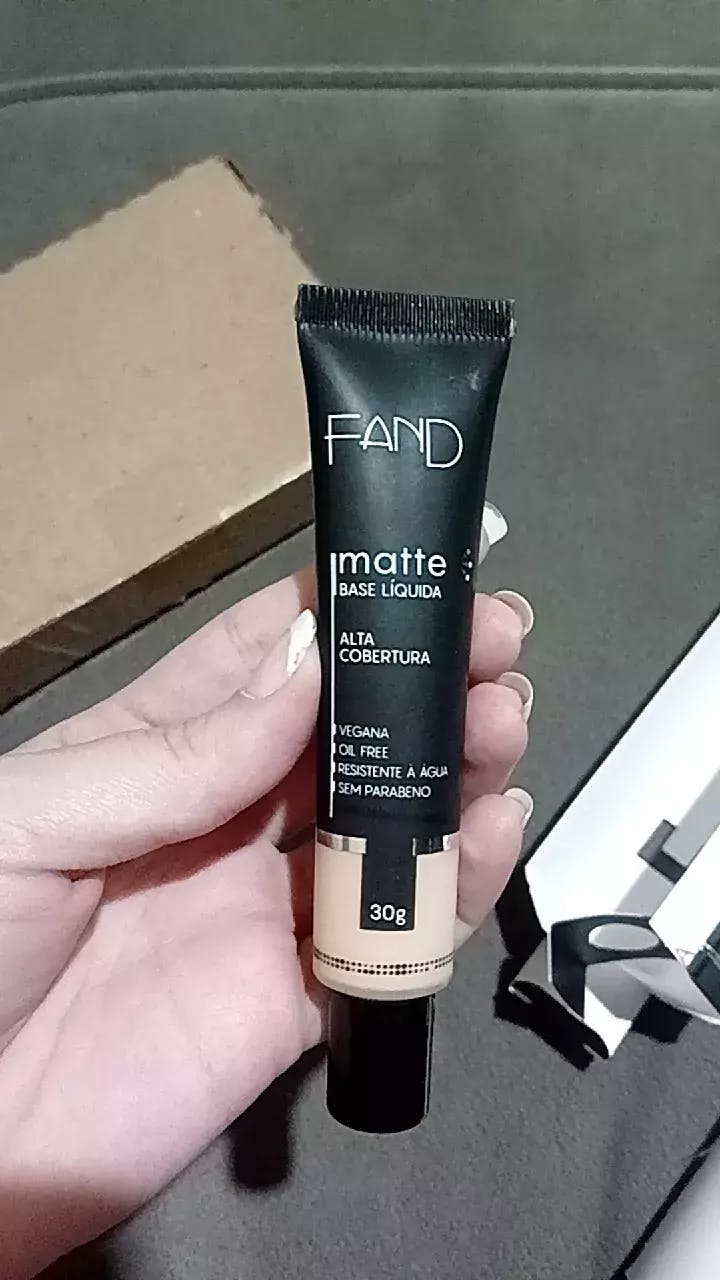 FAND
matte
BASE LÍQUIDA
ALTA
COBERTURA
VEGANA
OIL FREE
RESISTENTE À ÁGUA
SEM PARABENO
30g